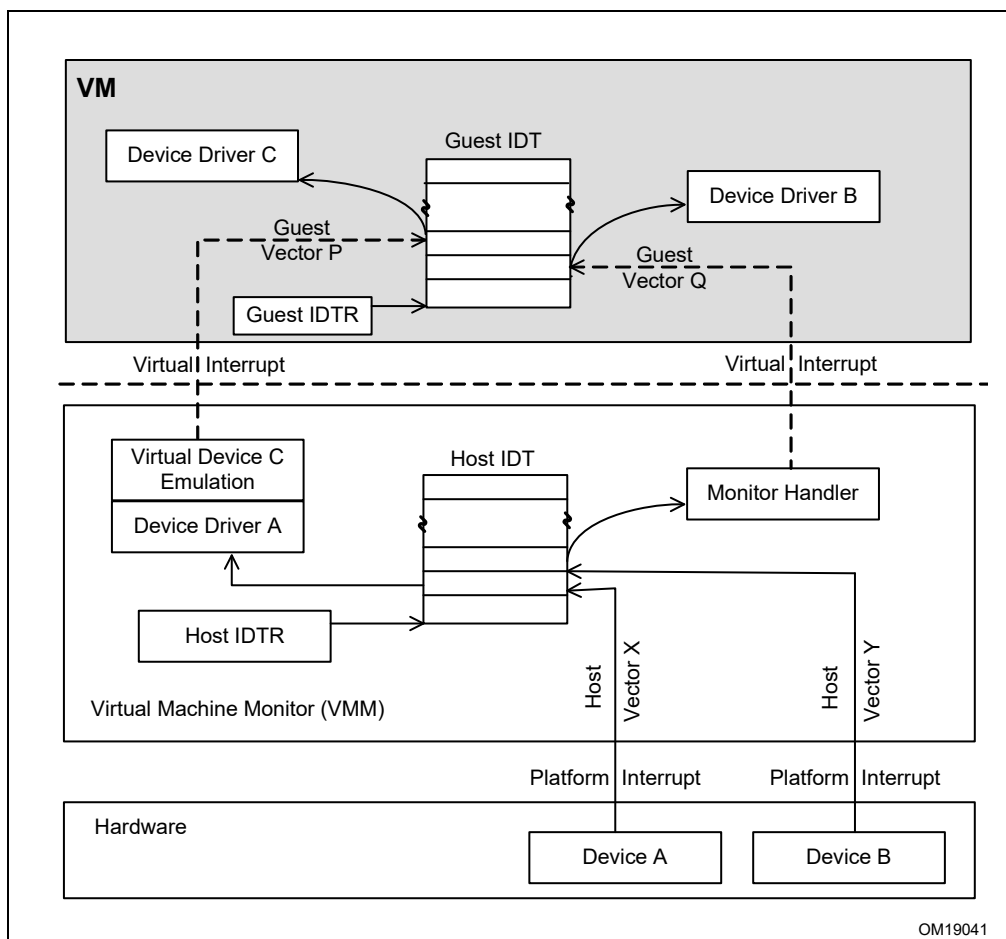 VM
Guest IDT
Device Driver C
Device Driver B
Guest
Vector P
Guest
Vector Q
Guest IDTR
Virtual Interrupt
Virtual Interrupt
Virtual Device C
Emulation
Host IDT
Monitor Handler
Device Driver A
Host IDTR
Host
Vector X
Host
Vector Y
Virtual Machine Monitor (VMM)
Platform Interrupt
Platform Interrupt
Hardware
Device A
Device B
OM19041